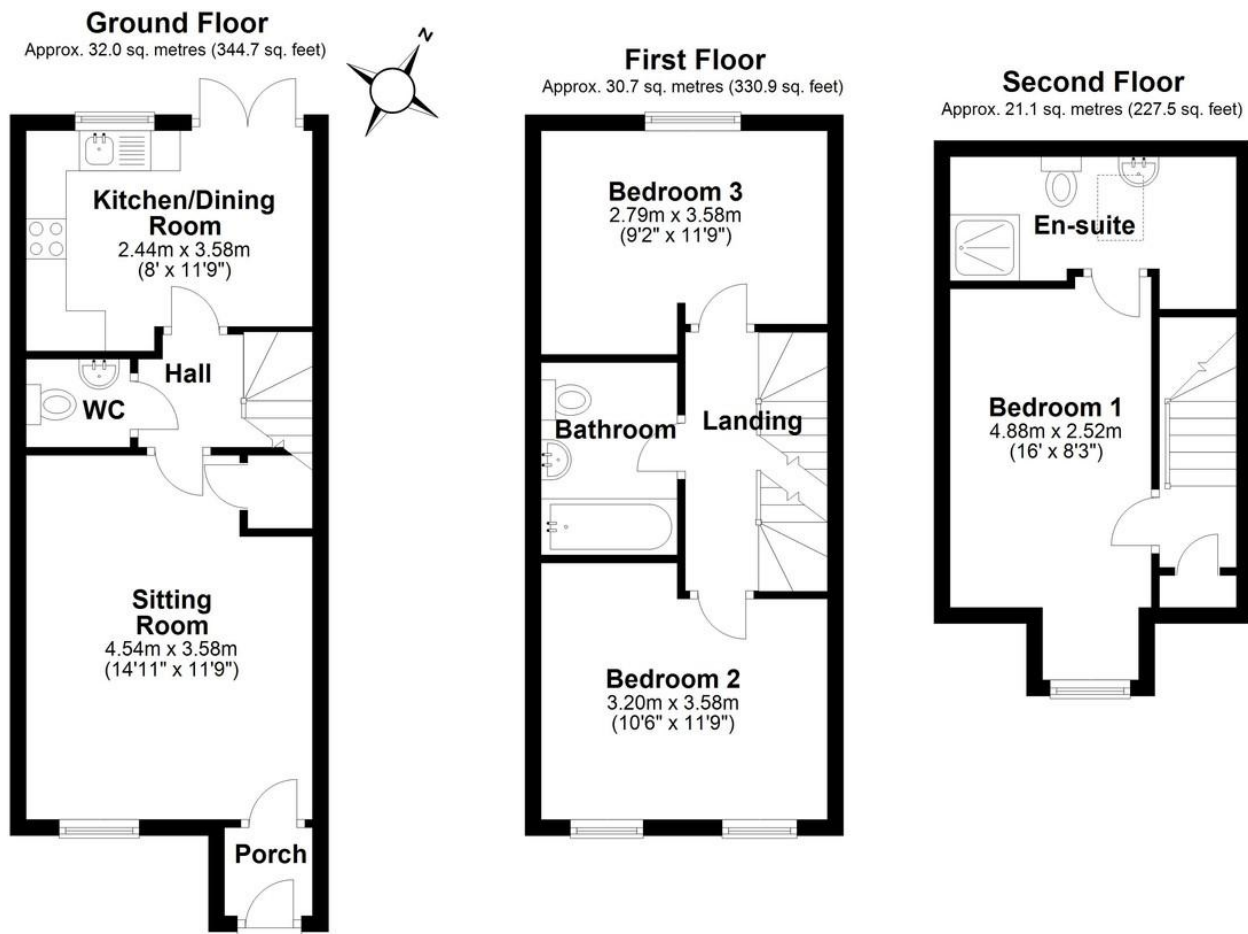 Ground Floor
Approx. 32.0 sq. metres (344.7 sq. feet)
N
Kitchen/Dining
Room
2.44m x 3.58m
(8' x 11'9")
Hall
WC
Sitting
Room
4.54m x 3.58m
(14'11" x 11'9")
Porch
First Floor
Approx. 30.7 sq. metres (330.9 sq. feet)
Bedroom 3
2.79m x 3.58m
(9'2" x 11'9")
Bathroom
Landing
Bedroom 2
3.20m x 3.58m
(10'6" x 11'9")
Second Floor
Approx. 21.1 sq. metres (227.5 sq. feet)
En-suite
Bedroom 1
4.88m x 2.52m
(16' x 8'3")